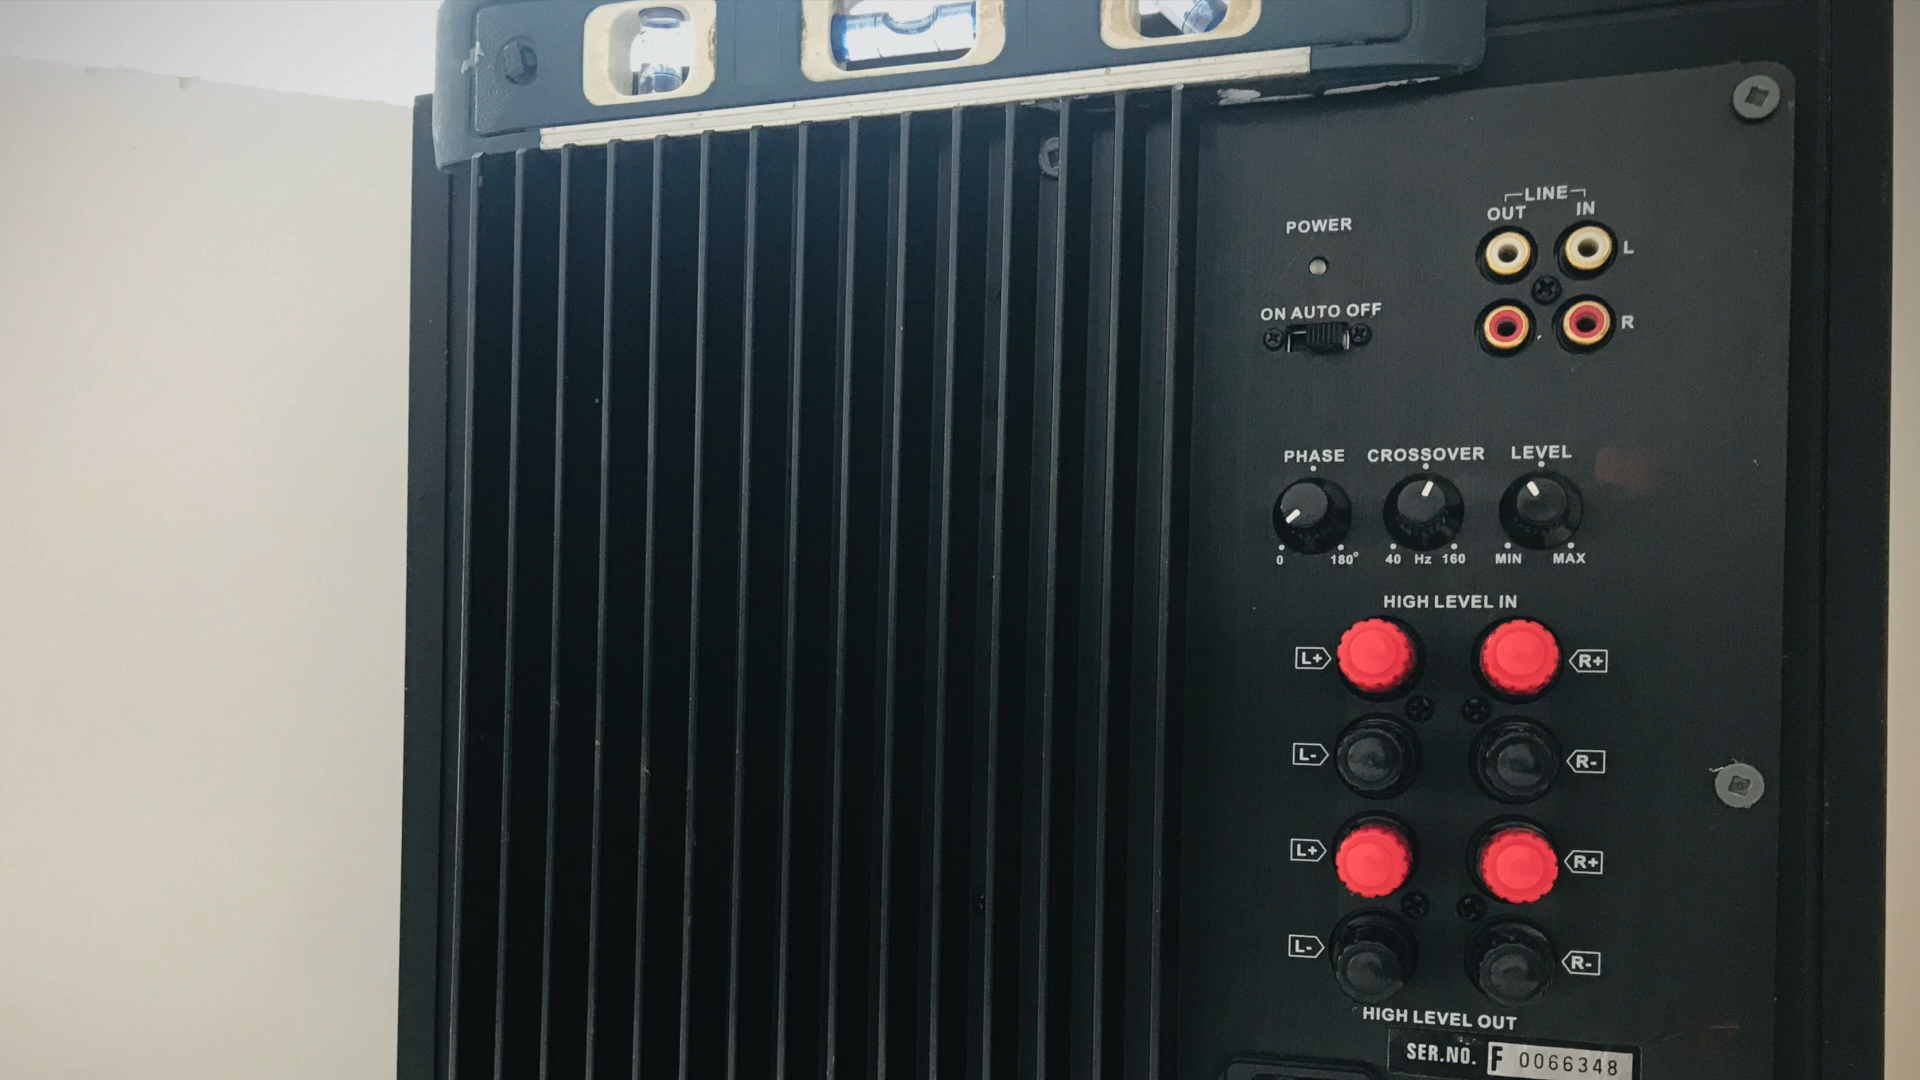 LINE
OUT IN
POWER
L
ON AUTO OFF
R
PHASE CROSSOVER LEVEL
0 180° 40 Hz 160 MIN MAX
HIGH LEVEL IN
L+ R+
L- R-
L+ R+
L- R-
HIGH LEVEL OUT
SER.NO. F 0066348